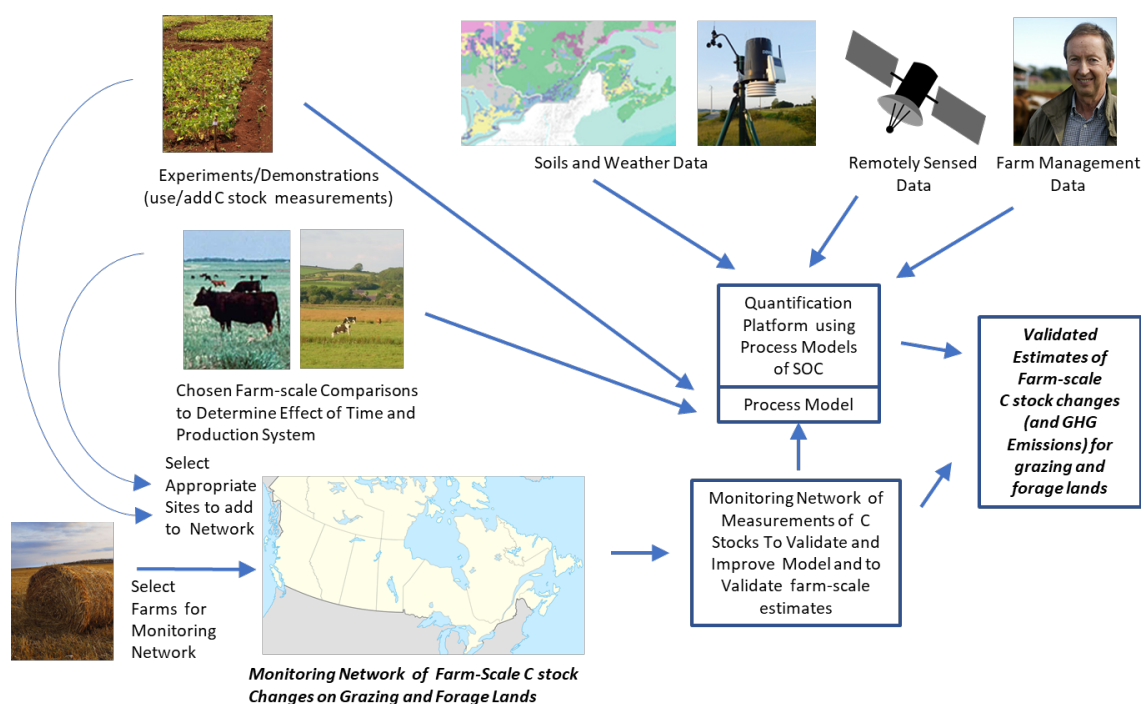 Experiments/Demonstrations
(use/add C stock measurements)
Soils and Weather Data
Remotely Sensed
Data
Farm Management
Data
Chosen Farm-scale Comparisons
to Determine Effect of Time and
Production System
Quantification
Platform using
Process Models
of SOC
Process Model
Validated
Estimates of
Farm-scale
C stock changes
(and GHG
Emissions) for
grazing and
forage lands
Select
Appropriate
Sites to add
to Network
Select
Farms for
Monitoring
Network
Monitoring Network of
Measurements of C
Stocks To Validate and
Improve Model and to
Validate farm-scale
estimates
Monitoring Network of Farm-Scale C stock
Changes on Grazing and Forage Lands